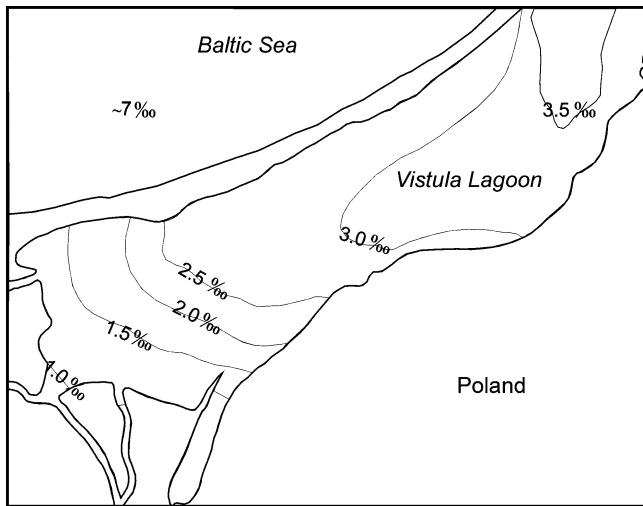 Baltic Sea
~7 ‰
3.5 ‰
Vistula Lagoon
3.0 ‰
2.5 ‰
2.0 ‰
1.5 ‰
1.0 ‰
Poland